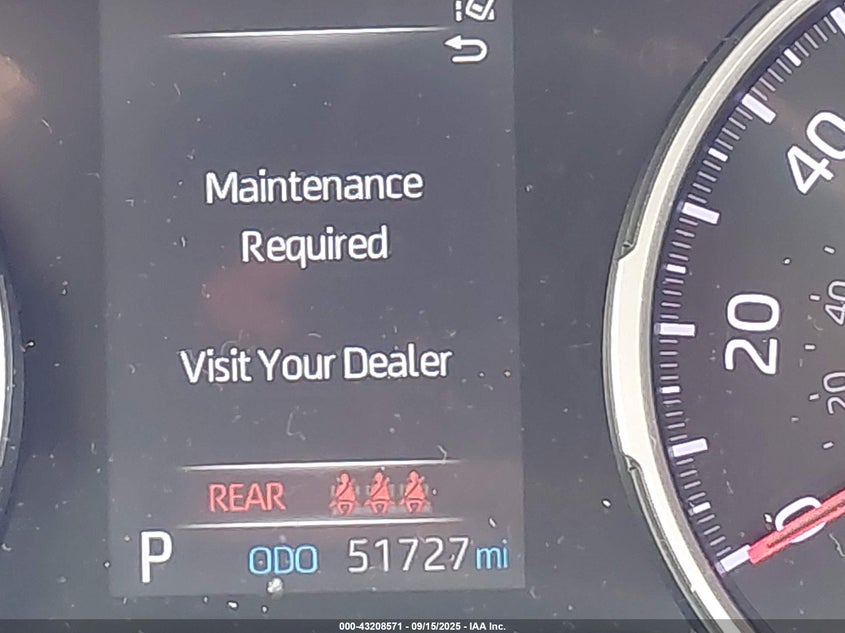 Maintenance
Required
Visit Your Dealer
REAR
P ODO 51727 mi
40
20
0
40
20
000-43208571 - 09/15/2025 - IAA Inc.